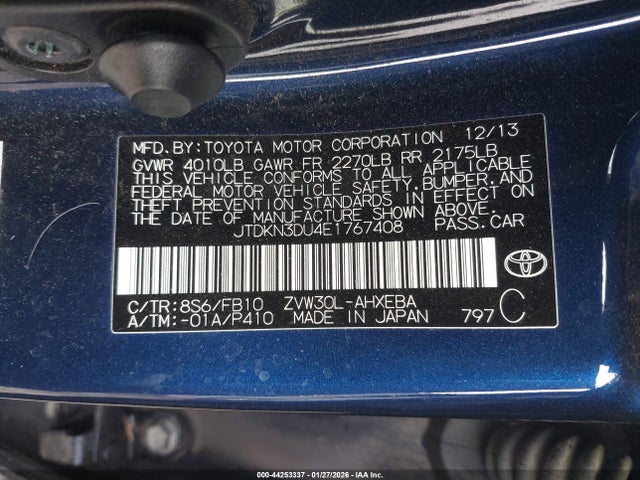 MFD.BY:TOYOTA MOTOR CORPORATION 12/13
GVWR 4010LB GAWR FR 2270LB RR 2175LB
THIS VEHICLE CONFORMS TO ALL APPLICABLE
FEDERAL MOTOR VEHICLE SAFETY,BUMPER,AND
THEFT PREVENTION STANDARDS IN EFFECT ON
THE DATE OF MANUFACTURE SHOWN ABOVE.
JTDKN3DU4E1767408 PASS.CAR
C/TR:8S6/FB10 ZVW30L-AHXEBA
A/TM:-01A/P410 MADE IN JAPAN 797 C
000-44253337 - 01/27/2026 - IAA Inc.